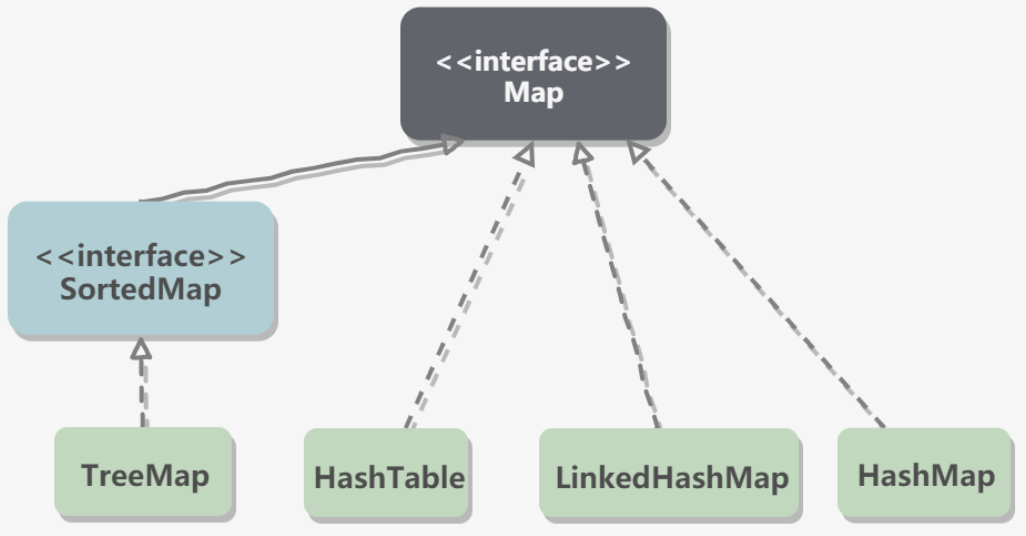 <<interface>>
Map
<<interface>>
SortedMap
TreeMap
HashTable
LinkedHashMap
HashMap